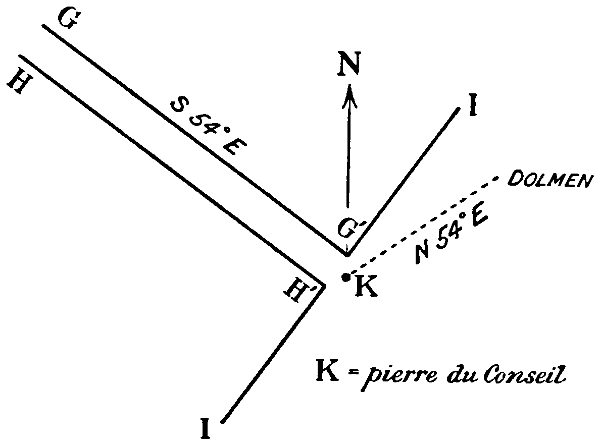 G
H
S 54° E
N
I
DOLMEN
G'
N 54° E
K
H'
K = pierre du Conseil
I